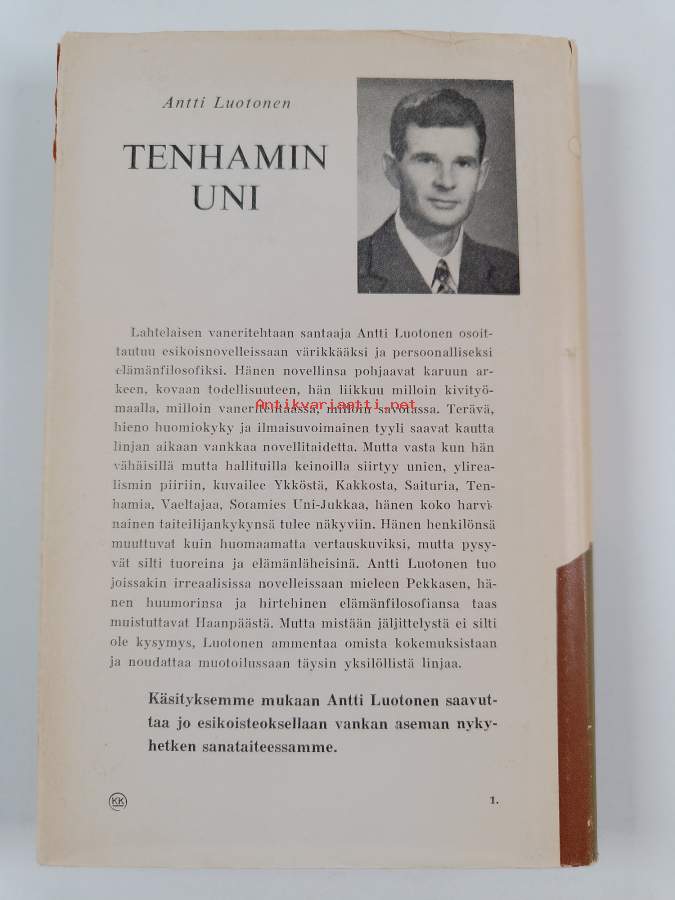 Antti Luotonen
TENHAMIN
UNI
Lahtelaisen vaneritehtaan santaaja Antti Luotonen osoit-
tautuu esikoisnovelleissaan värikkääksi ja persoonalliseksi
elämänfilosofiksi. Hänen novellinsa pohjaavat karuun ar-
keen, kovaan todellisuuteen, hän liikkuu milloin kivityö-
maalla, milloin vaneritehtaassa, milloin savotassa. Terävä,
Antikvariaatti.net
hieno huomiokyky ja ilmaisuvoimainen tyyli saavat kautta
linjan aikaan vankkaa novellitaidetta. Mutta vasta kun hän
vähäisillä mutta hallituilla keinoilla siirtyy unien, ylirea-
lismin piiriin, kuvailee Ykköstä, Kakkosta, Saituria, Ten-
hamia, Vaeltajaa, Sotamies Uni-Jukkaa, hänen koko harvi-
nainen taiteilijankykynsä tulee näkyviin. Hänen henkilönsä
muuttuvat kuin huomaamatta vertauskuviksi, mutta pysy-
vät silti tuoreina ja elämänläheisinä. Antti Luotonen tuo
joissakin irreaalisissa novelleissaan mieleen Pekkasen, hä-
nen huumorinsa ja hirtehinen elämänfilosofiansa taas
muistuttavat Haanpäästä. Mutta mistään jäljittelystä ei silti
ole kysymys, Luotonen ammentaa omista kokemuksistaan
ja noudattaa muotoilussaan täysin yksilöllistä linjaa.
Käsityksemme mukaan Antti Luotonen saavut-
taa jo esikoisteoksellaan vankan aseman nyky-
hetken sanataiteessamme.
KK
1.